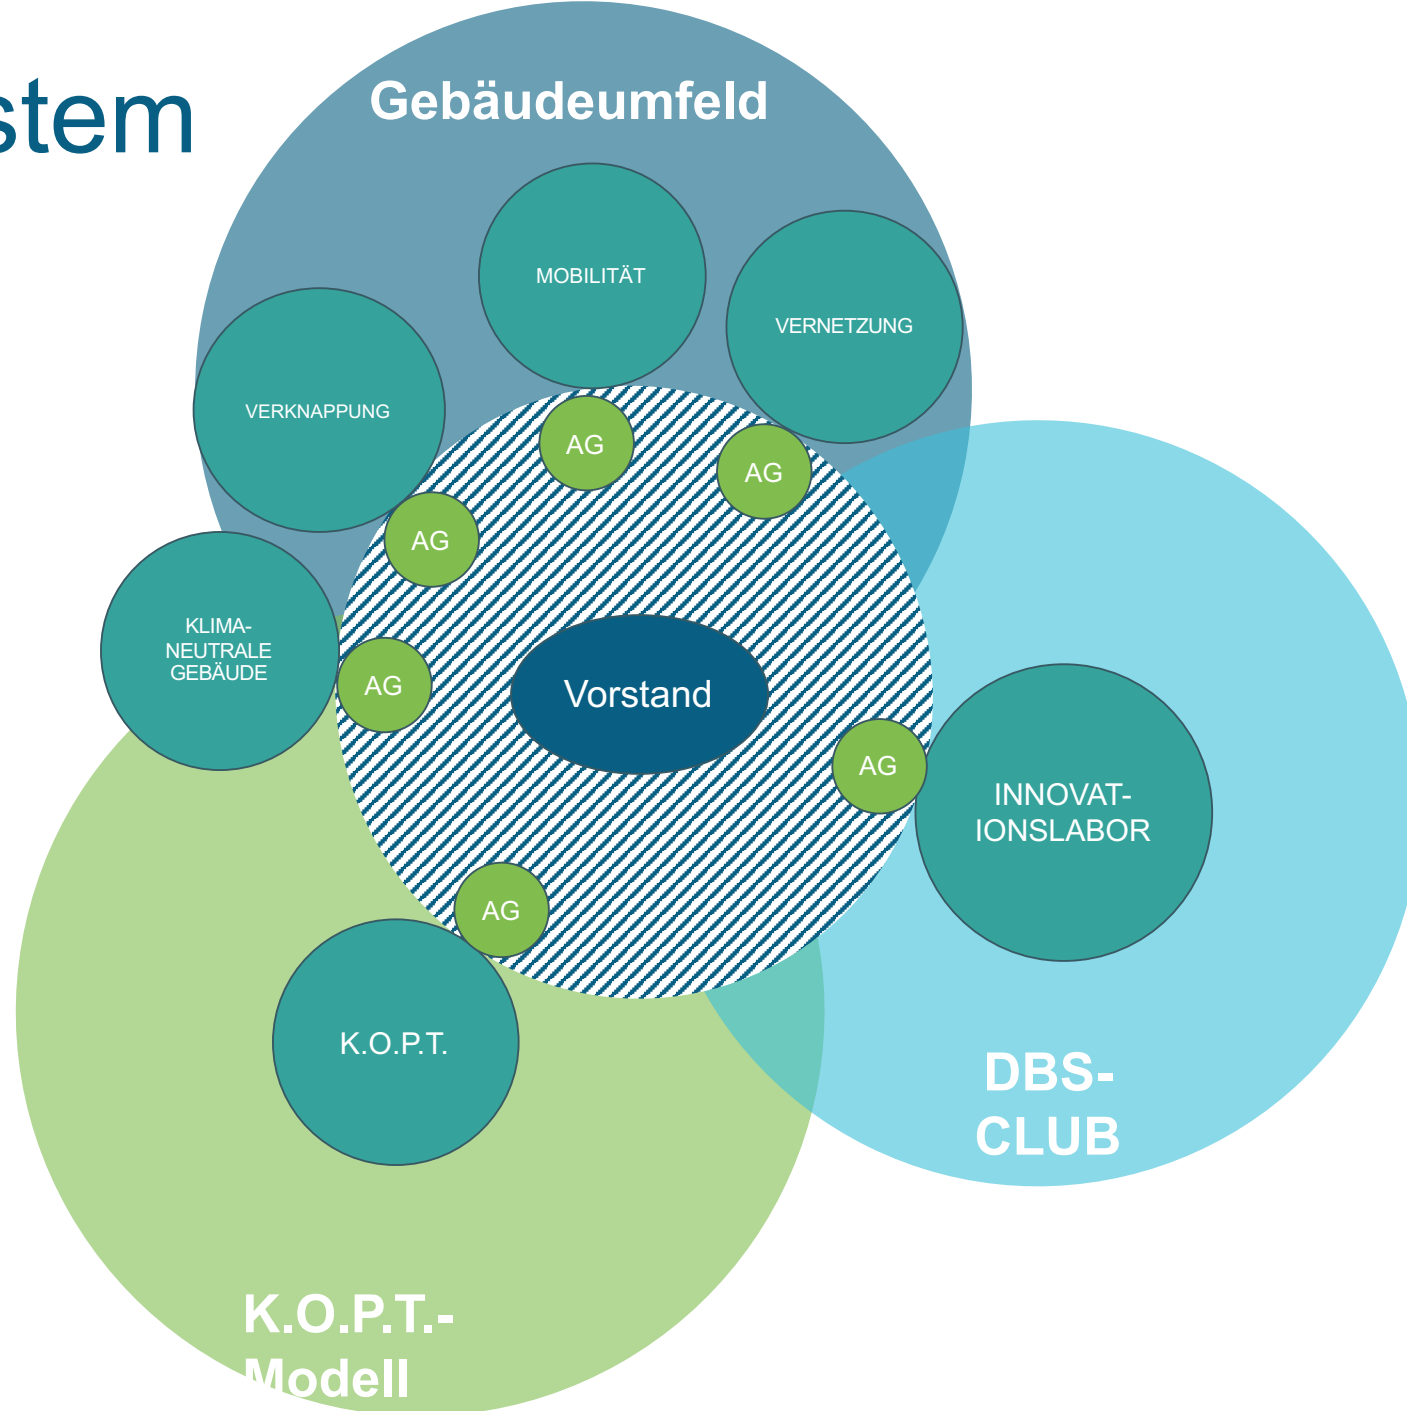 stem
Gebäudeumfeld
MOBILITÄT
VERNETZUNG
VERKNAPPUNG
AG
AG
AG
KLIMA-
NEUTRALE
GEBÄUDE
AG
Vorstand
AG
INNOVAT-
IONSLABOR
AG
K.O.P.T.
DBS-
CLUB
K.O.P.T.-
Modell